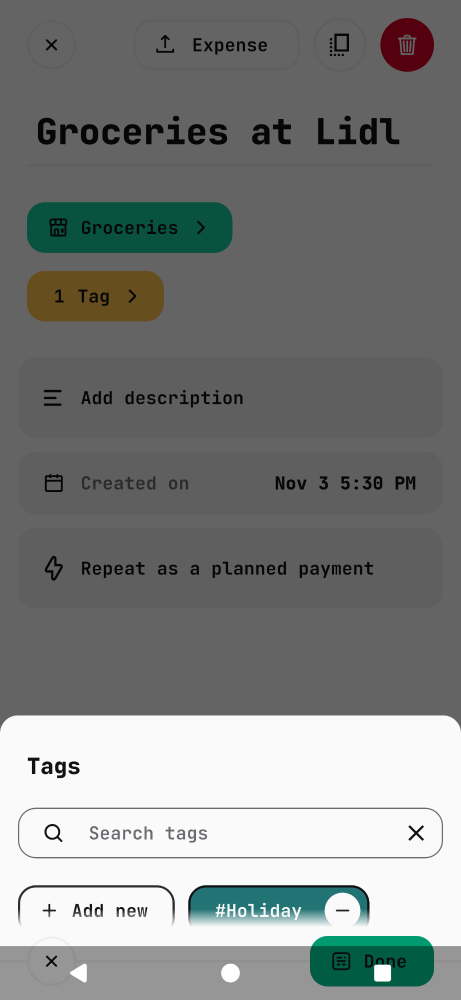 Expense
Groceries at Lidl
Groceries
1 Tag
Add description
Created on Nov 3 5:30 PM
Repeat as a planned payment
Tags
Search tags
Add new #Holiday
Done